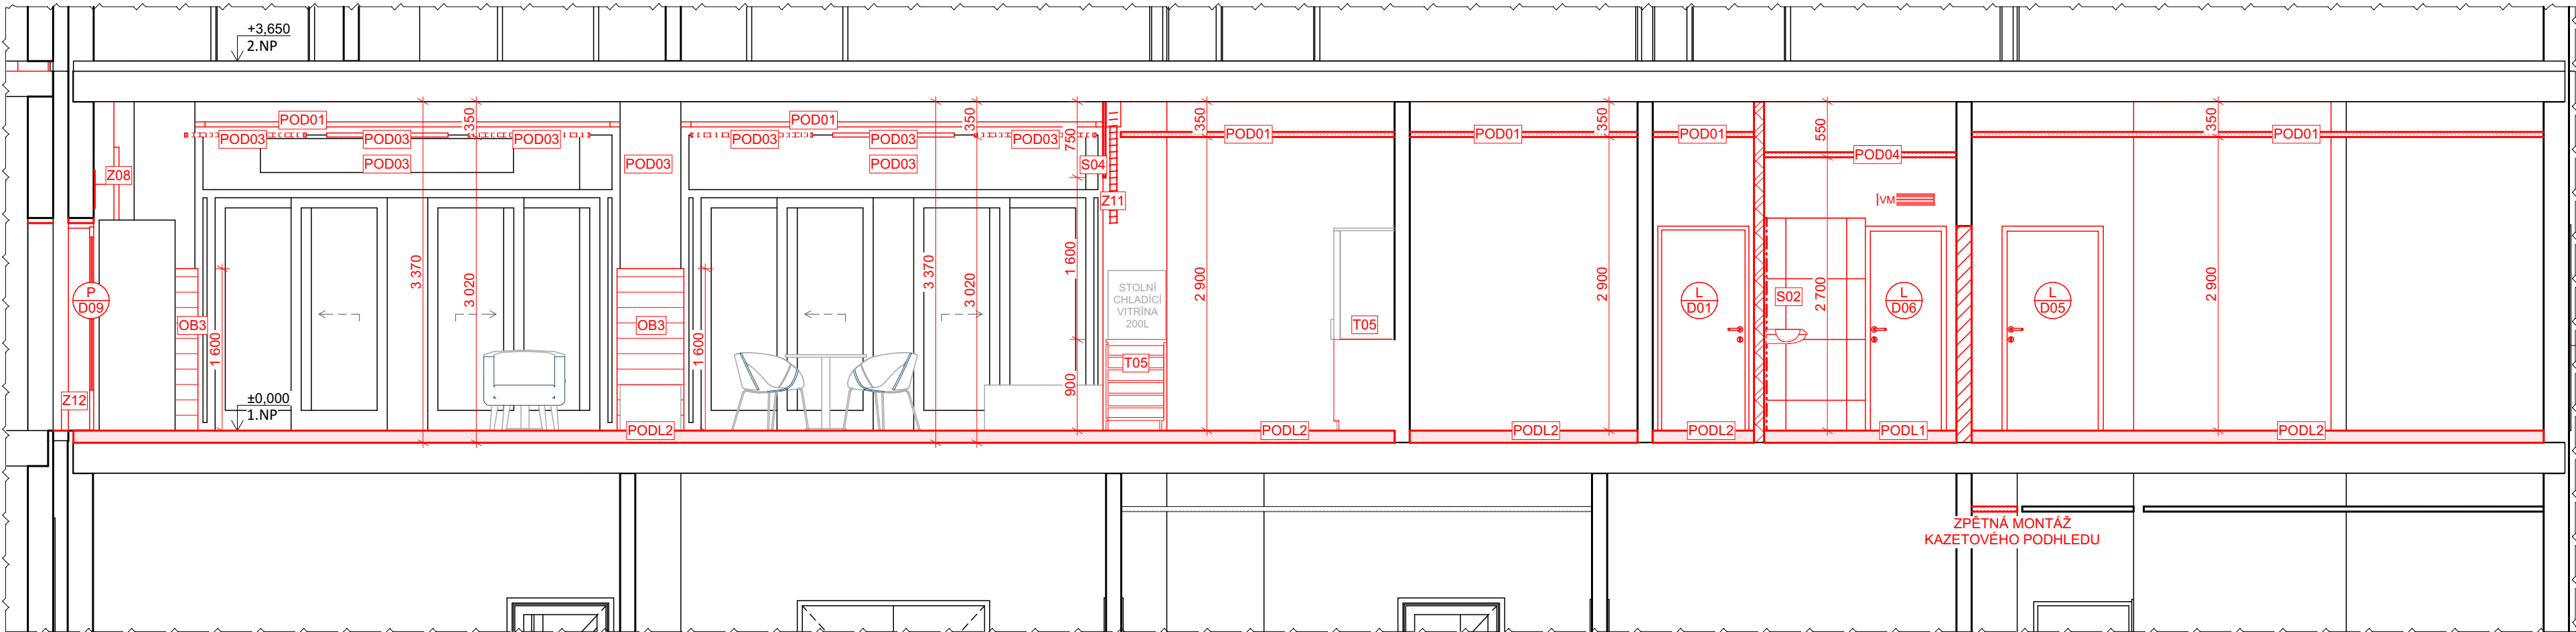 +3,650
2.NP
POD01
POD03
POD03
POD03
POD03
350
POD03
POD01
POD03
POD03
POD03
POD03
350
750
S04
Z11
350
POD01
POD01
350
POD01
550
POD04
VM
350
POD01
Z08
P
D09
OB3
1 600
3 370
3 020
OB3
1 600
3 370
3 020
1 600
900
STOLNÍ
CHLADÍCÍ
VITRÍNA
200L
T05
2 900
T05
2 900
L
D01
S02
2 700
L
D06
L
D05
2 900
Z12
±0,000
1.NP
PODL2
PODL2
PODL2
PODL2
PODL1
PODL2
ZPĚTNÁ MONTÁŽ
KAZETOVÉHO PODHLEDU